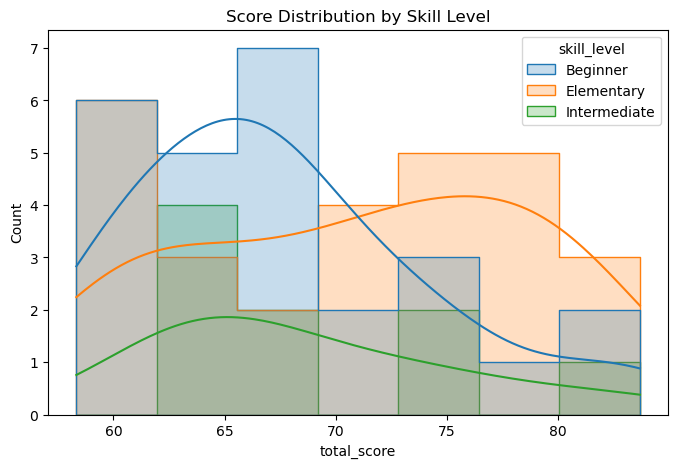 Score Distribution by Skill Level
skill_level
Beginner
Elementary
Intermediate
Count
7
6
5
4
3
2
1
0
60 65 70 75 80
total_score